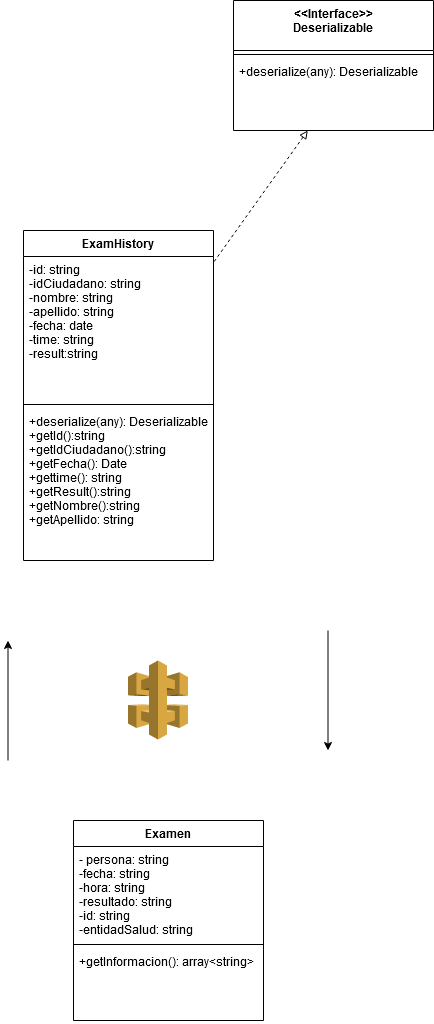 <<Interface>>
Deserializable
+deserialize(any): Deserializable
ExamHistory
-id: string
-idCiudadano: string
-nombre: string
-apellido: string
-fecha: date
-time: string
-result:string
+deserialize(any): Deserializable
+getId():string
+getIdCiudadano():string
+getFecha(): Date
+gettime(): string
+getResult():string
+getNombre():string
+getApellido: string
Examen
- persona: string
-fecha: string
-hora: string
-resultado: string
-id: string
-entidadSalud: string
+getInformacion(): array<string>